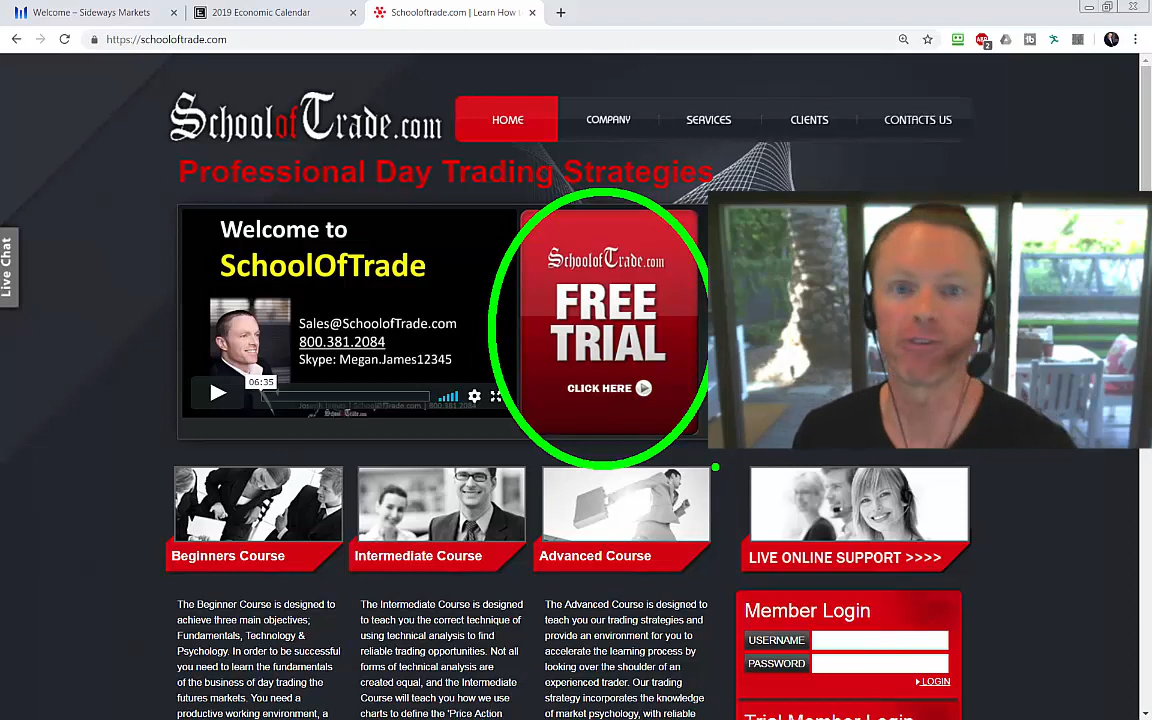 Welcome – Sideways Markets
2019 Economic Calendar
Schooloftrade.com | Learn How t
https://schooloftrade.com
2
SchoolofTrade.com
HOME
COMPANY
SERVICES
CLIENTS
CONTACTS US
Professional Day Trading Strategies
Live Chat
Welcome to
SchoolOfTrade
Sales@SchoolofTrade.com
800.381.2084
Skype: Megan.James12345
06:35
SchoolofTrade.com
FREE
TRIAL
CLICK HERE
Beginners Course
Intermediate Course
Advanced Course
LIVE ONLINE SUPPORT >>>>
The Beginner Course is designed to
achieve three main objectives;
Fundamentals, Technology &
Psychology. In order to be successful
you need to learn the fundamentals
of the business of day trading the
futures markets. You need a
productive working environment, a
The Intermediate Course is designed
to teach you the correct technique of
using technical analysis to find
reliable trading opportunities. Not all
forms of technical analysis are
created equal, and the Intermediate
Course will teach you how we use
charts to define the 'Price Action
The Advanced Course is designed to
teach you our trading strategies and
provide an environment for you to
accelerate the learning process by
looking over the shoulder of an
experienced trader. Our trading
strategy incorporates the knowledge
of market psychology, with reliable
Member Login
USERNAME
PASSWORD
LOGIN
Trial Member Login